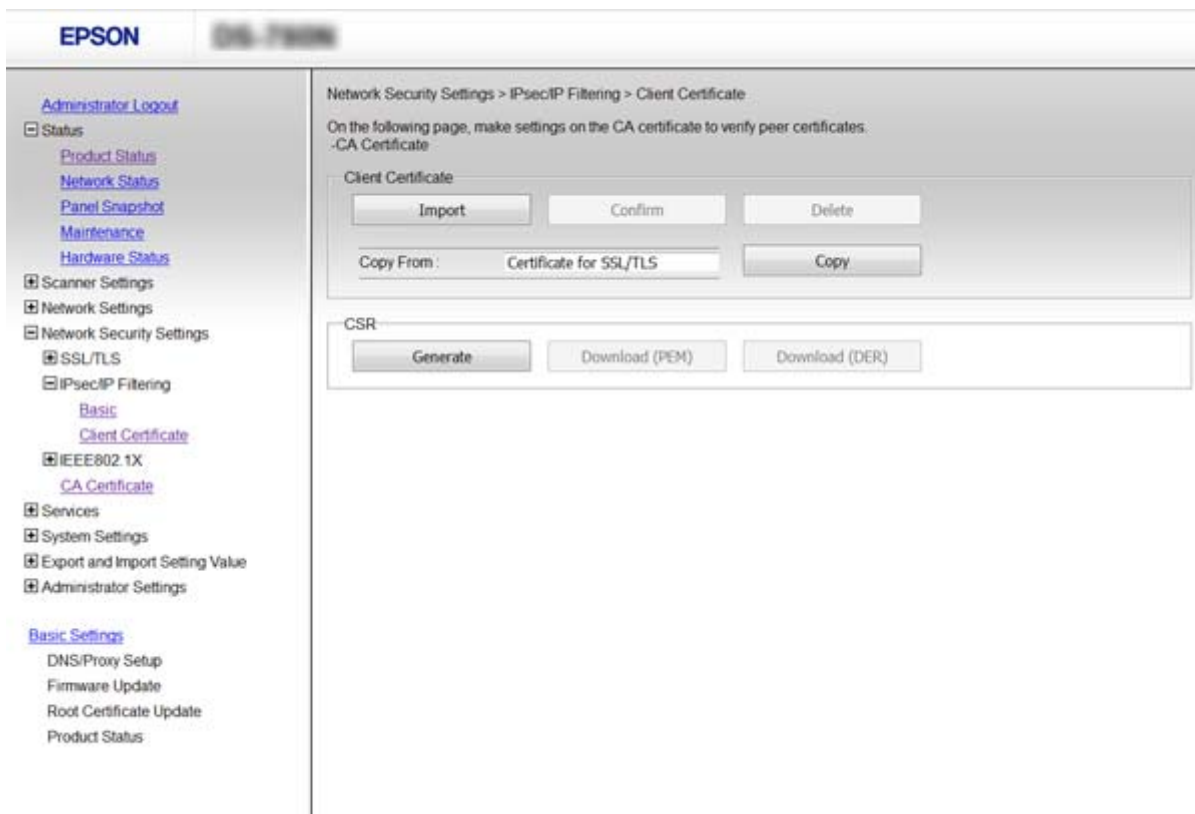 EPSON
Administrator Logout
Status
Product Status
Network Status
Panel Snapshot
Maintenance
Hardware Status
Scanner Settings
Network Settings
Network Security Settings
SSL/TLS
IPsec/IP Filtering
Basic
Client Certificate
IEEE802.1X
CA Certificate
Services
System Settings
Export and Import Setting Value
Administrator Settings
Basic Settings
DNS/Proxy Setup
Firmware Update
Root Certificate Update
Product Status
Network Security Settings > IPsec/IP Filtering > Client Certificate
On the following page, make settings on the CA certificate to verify peer certificates.
-CA Certificate
Client Certificate
Import Confirm Delete
Copy From : Certificate for SSL/TLS Copy
CSR
Generate Download (PEM) Download (DER)